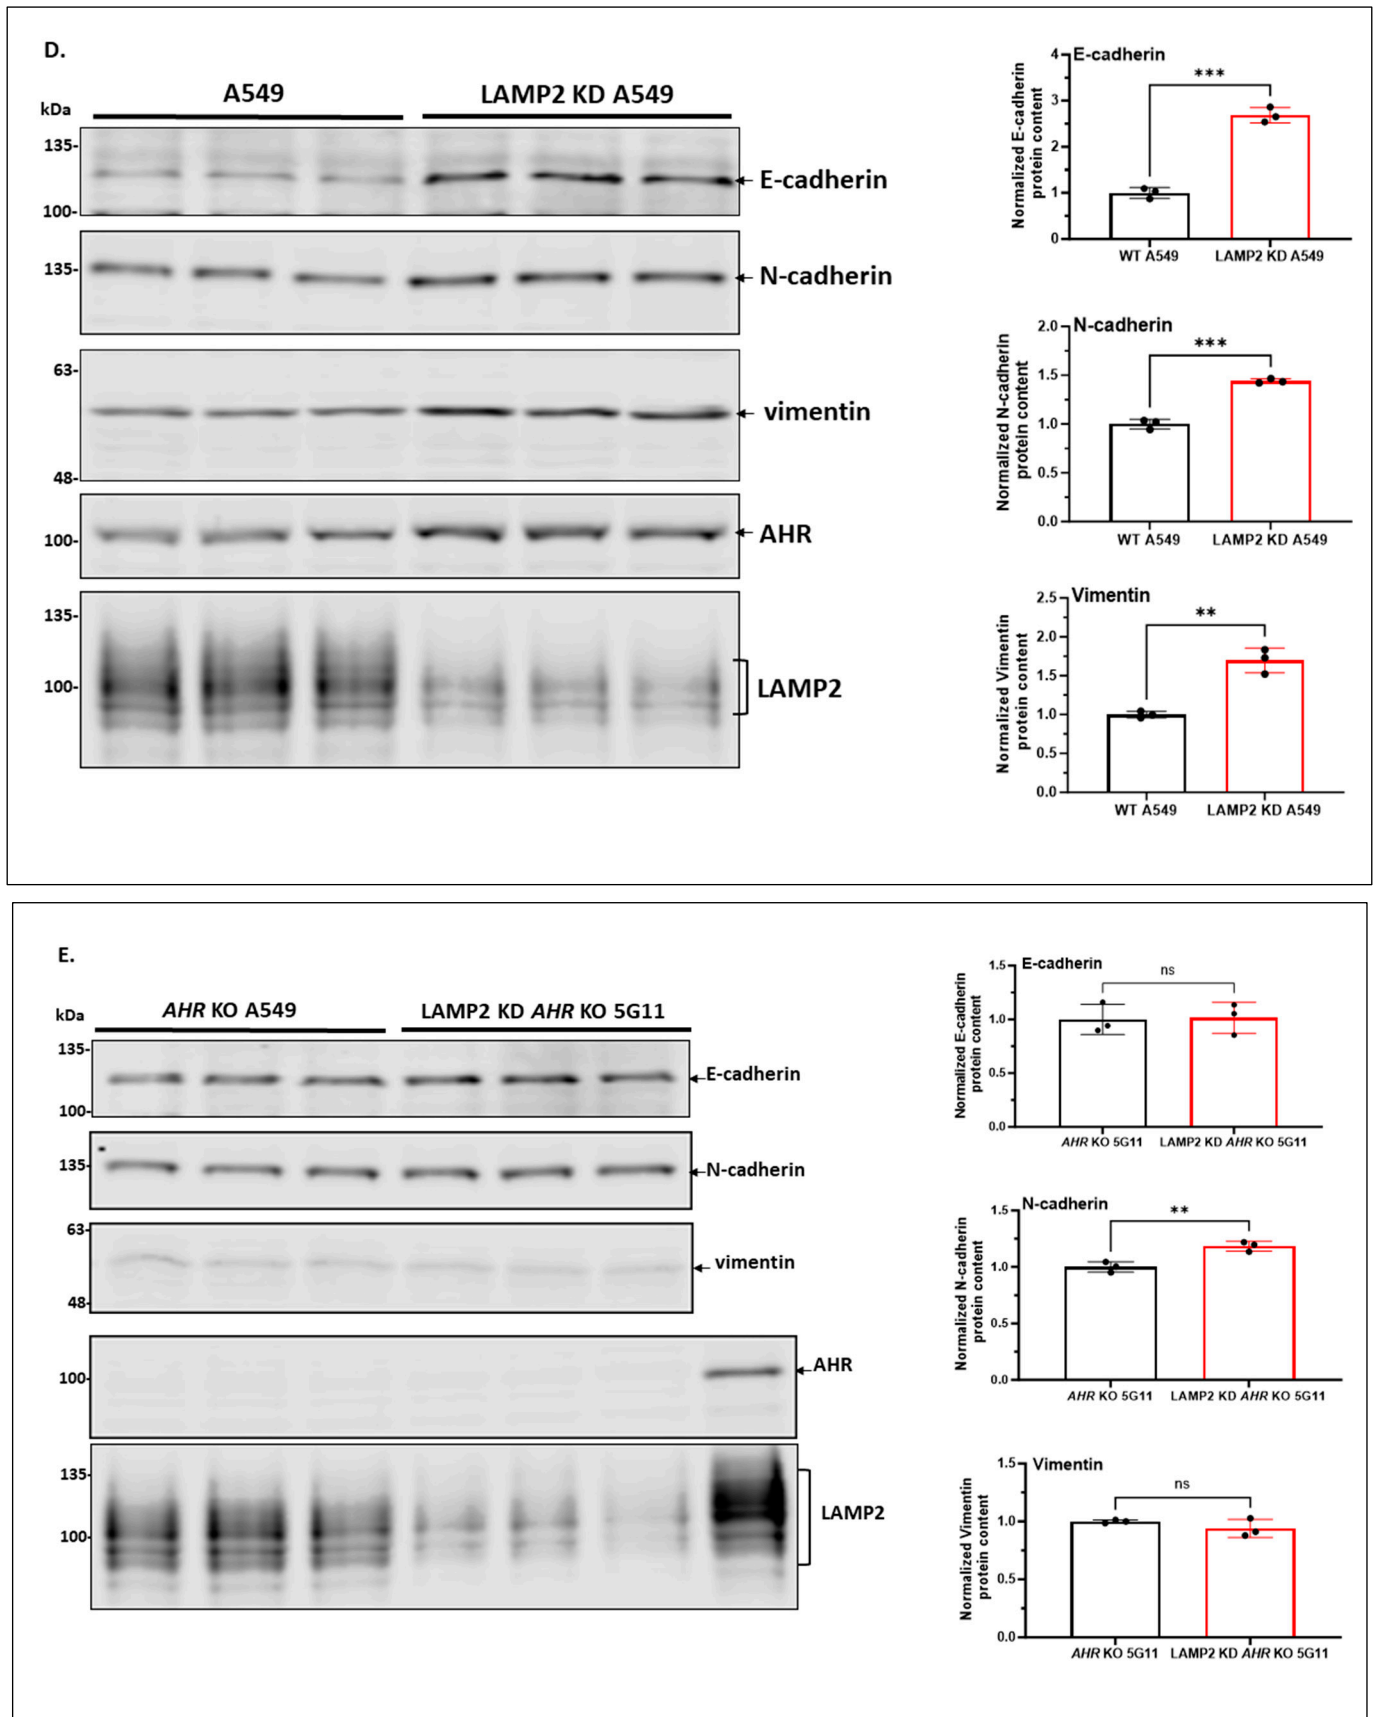 D.
A549
LAMP2 KD A549
kDa
135-
100-
E-cadherin
135-
N-cadherin
63-
48-
vimentin
100-
AHR
135-
100-
LAMP2
E-cadherin
Normalized E-cadherin
protein content
4
3
2
1
0
***
WT A549
LAMP2 KD A549
N-cadherin
Normalized N-cadherin
protein content
2.0
1.5
1.0
0.5
0.0
***
WT A549
LAMP2 KD A549
Vimentin
Normalized Vimentin
protein content
2.5
2.0
1.5
1.0
0.5
0.0
**
WT A549
LAMP2 KD A549
E.
AHR KO A549
LAMP2 KD AHR KO 5G11
kDa
135-
100-
E-cadherin
135-
N-cadherin
63-
48-
vimentin
100-
AHR
135-
100-
LAMP2
E-cadherin
Normalized E-cadherin
protein content
1.5
1.0
0.5
0.0
ns
AHR KO 5G11
LAMP2 KD AHR KO 5G11
N-cadherin
Normalized N-cadherin
protein content
1.5
1.0
0.5
0.0
**
AHR KO 5G11
LAMP2 KD AHR KO 5G11
Vimentin
Normalized Vimentin
protein content
1.5
1.0
0.5
0.0
ns
AHR KO 5G11
LAMP2 KD AHR KO 5G11